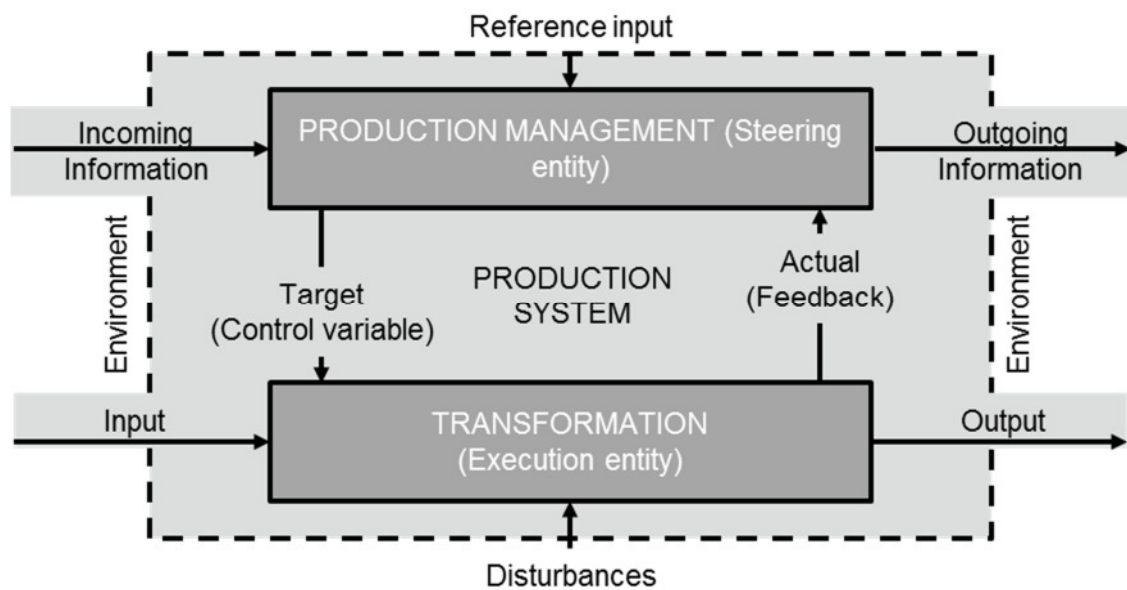 Reference input
Incoming
Information
PRODUCTION MANAGEMENT (Steering
entity)
Outgoing
Information
Environment
Target
(Control variable)
PRODUCTION
SYSTEM
Actual
(Feedback)
Environment
Input
TRANSFORMATION
(Execution entity)
Output
Disturbances